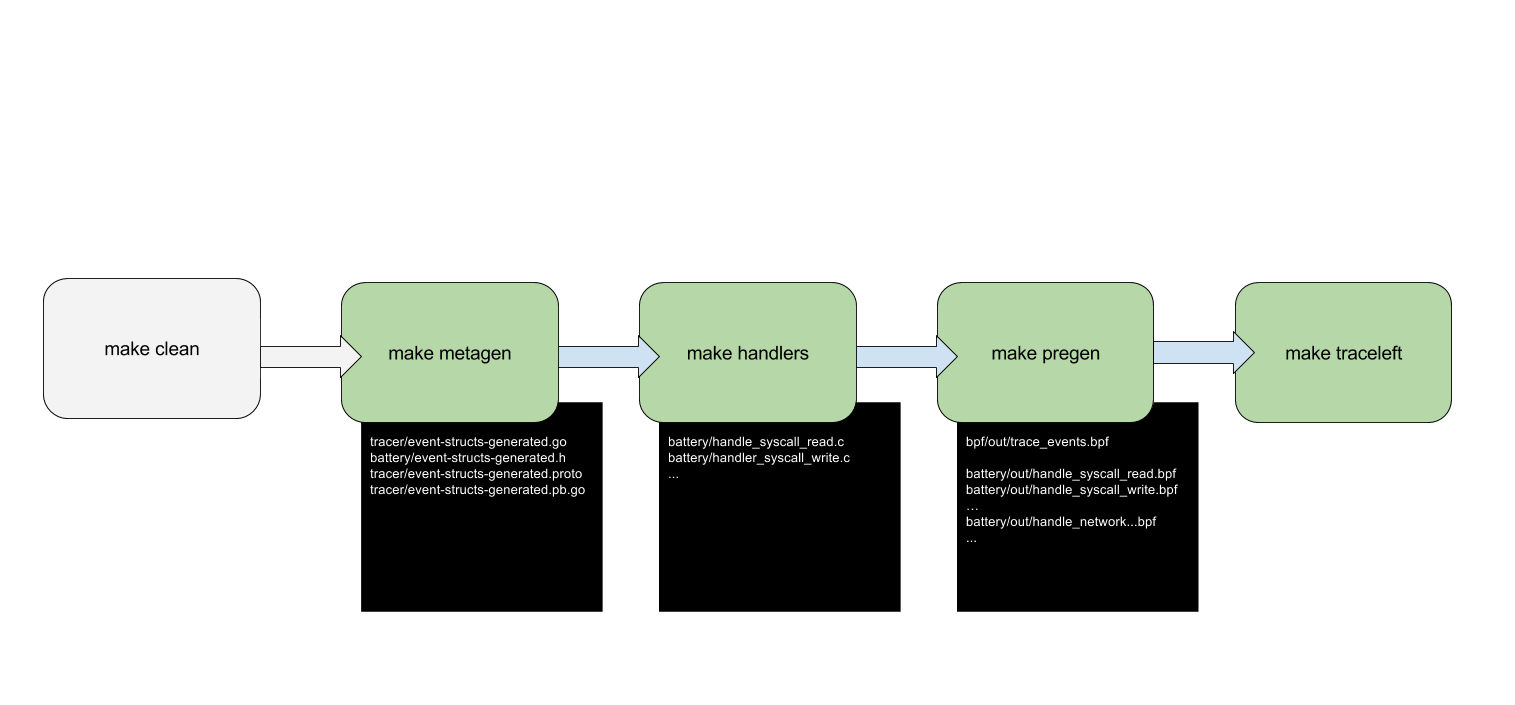 make clean
make metagen
make handlers
make pregen
make traceleft
tracer/event-structs-generated.go
battery/event-structs-generated.h
tracer/event-structs-generated.proto
tracer/event-structs-generated.pb.go
battery/handle_syscall_read.c
battery/handler_syscall_write.c
...
bpf/out/trace_events.bpf
battery/out/handle_syscall_read.bpf
battery/out/handle_syscall_write.bpf
…
battery/out/handle_network...bpf
...